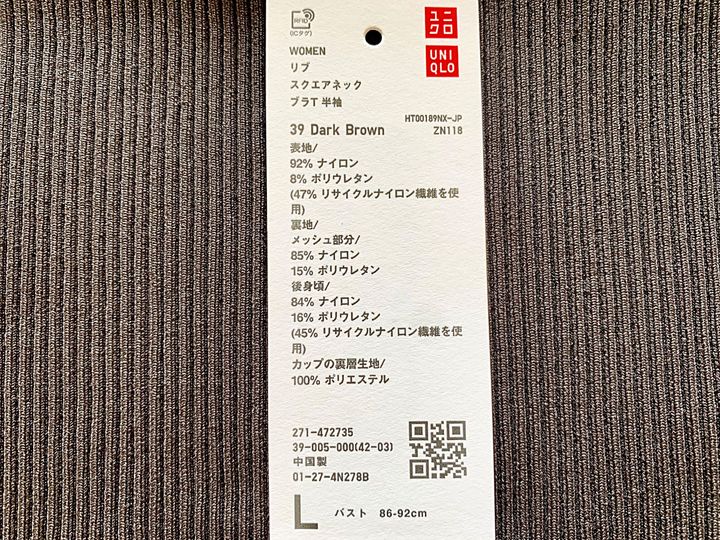 RFID
(ICタグ)
ユニ
クロ
UNI
QLO
WOMEN
リブ
スクエアネック
ブラT 半袖
HT00189NX-JP
39 Dark Brown ZN118
表地/
92% ナイロン
8% ポリウレタン
(47% リサイクルナイロン繊維を使
用)
裏地/
メッシュ部分/
85% ナイロン
15% ポリウレタン
後身頃/
84% ナイロン
16% ポリウレタン
(45% リサイクルナイロン繊維を使
用)
カップの裏層生地/
100% ポリエステル
271-472735
39-005-000(42-03)
中国製
01-27-4N278B
L バスト 86-92cm